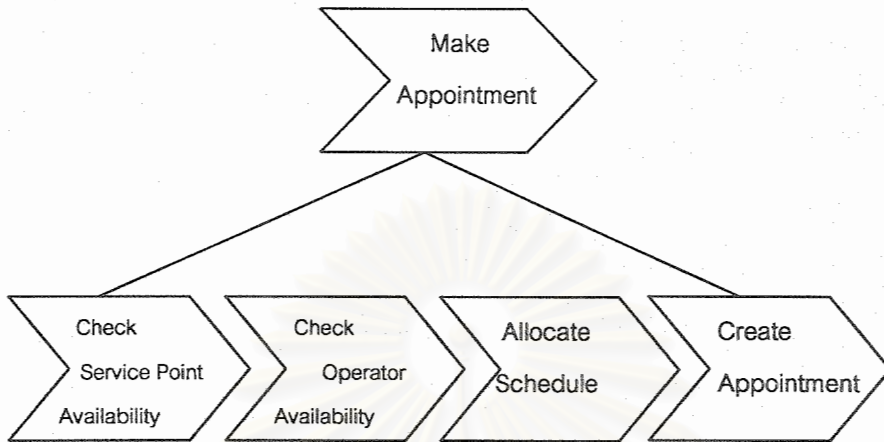 Make
Appointment
Check
Service Point
Availability
Check
Operator
Availability
Allocate
Schedule
Create
Appointment